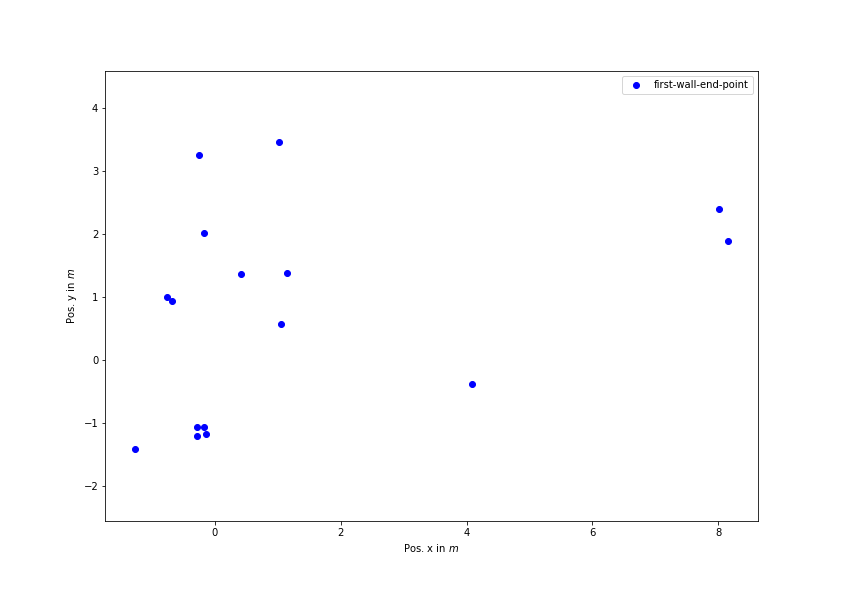 first-wall-end-point
4
3
2
1
0
−1
−2
Pos. y in m
0 2 4 6 8
Pos. x in m